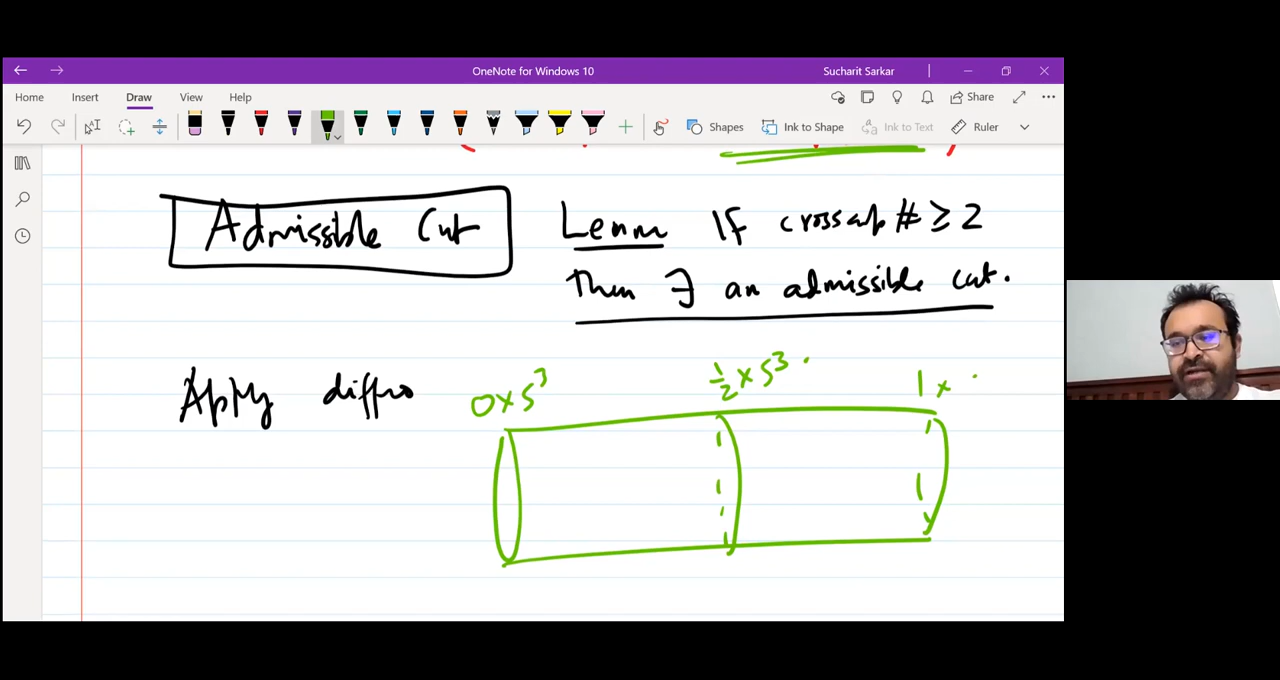 OneNote for Windows 10
Sucharit Sarkar
Home Insert Draw View Help
Share
Shapes Ink to Shape Ink to Text Ruler
Admissible Cut
Lemm If crosscap # ≥ 2
then ∃ an admissible cut.
Apply diffeo
0 × S³
½ × S³
1 ×